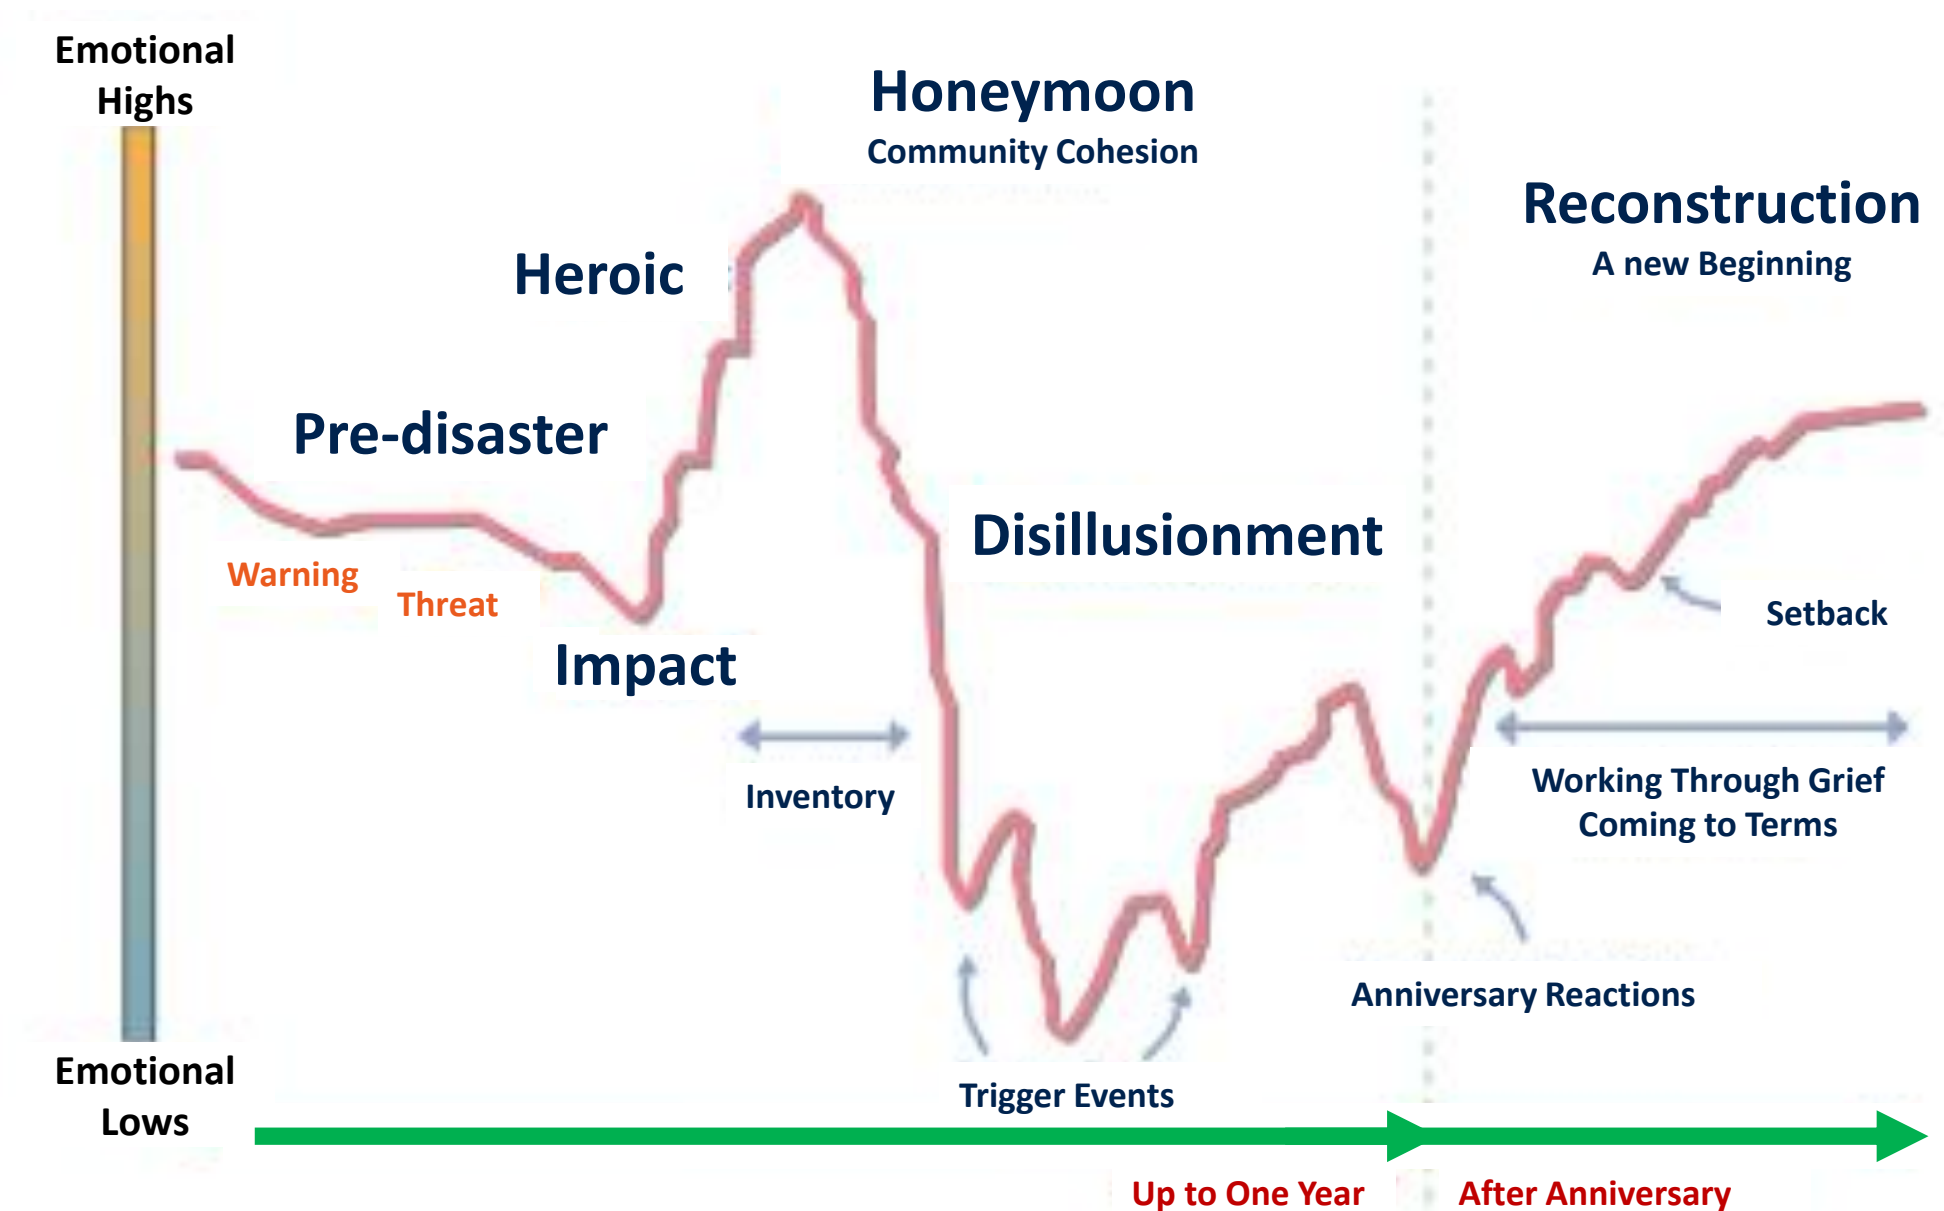 Emotional
Highs
Honeymoon
Community Cohesion
Reconstruction
A new Beginning
Heroic
Pre-disaster
Disillusionment
Warning
Threat
Setback
Impact
Inventory
Working Through Grief
Coming to Terms
Anniversary Reactions
Emotional
Lows
Trigger Events
Up to One Year
After Anniversary